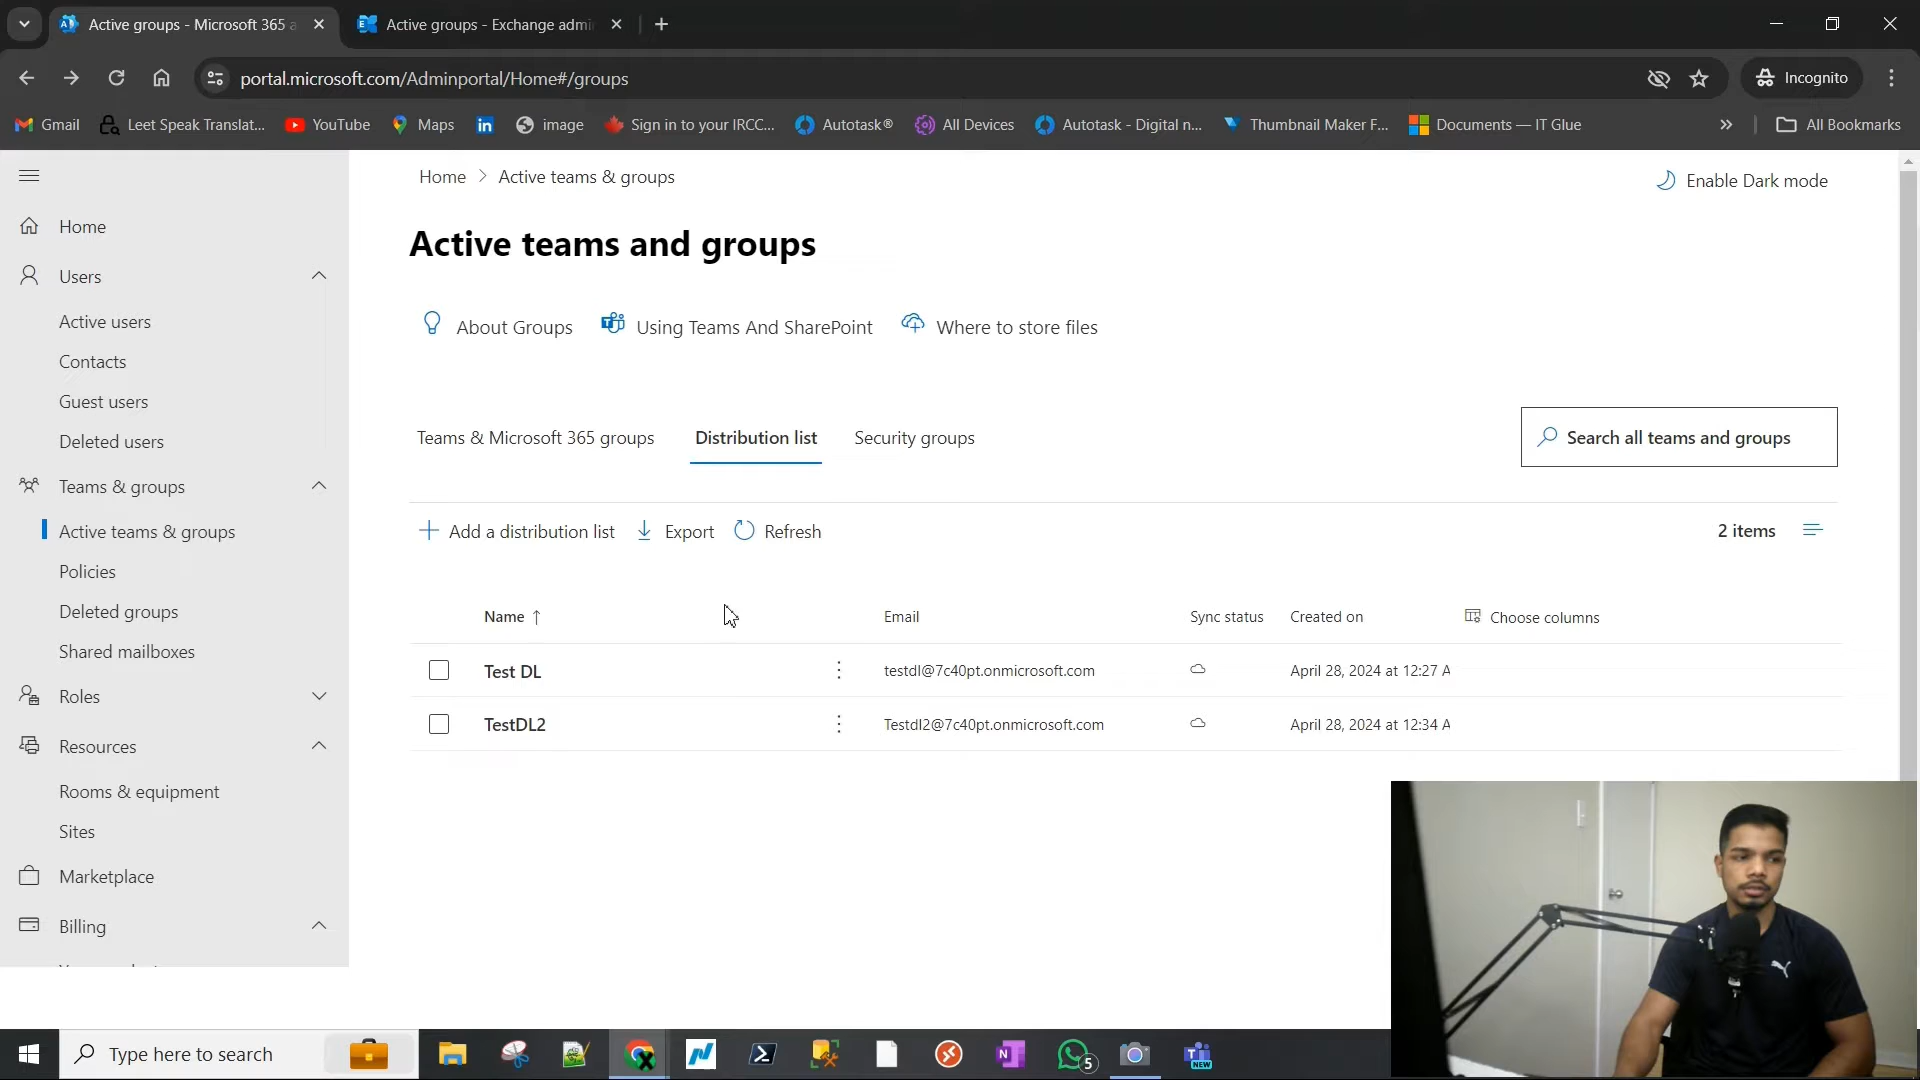 Active groups - Microsoft 365 a
Active groups - Exchange admi
portal.microsoft.com/Adminportal/Home#/groups
Incognito
Gmail
Leet Speak Translat...
YouTube
Maps
image
Sign in to your IRCC...
Autotask®
All Devices
Autotask - Digital n...
Thumbnail Maker F...
Documents — IT Glue
All Bookmarks
Home > Active teams & groups
Enable Dark mode
Home
Users
Active users
Contacts
Guest users
Deleted users
Teams & groups
Active teams & groups
Policies
Deleted groups
Shared mailboxes
Roles
Resources
Rooms & equipment
Sites
Marketplace
Billing
Active teams and groups
About Groups
Using Teams And SharePoint
Where to store files
Teams & Microsoft 365 groups
Distribution list
Security groups
Search all teams and groups
Add a distribution list
Export
Refresh
2 items
Name ↑
Email
Sync status
Created on
Choose columns
Test DL
testdl@7c40pt.onmicrosoft.com
April 28, 2024 at 12:27 A
TestDL2
Testdl2@7c40pt.onmicrosoft.com
April 28, 2024 at 12:34 A
Type here to search
5
NEW